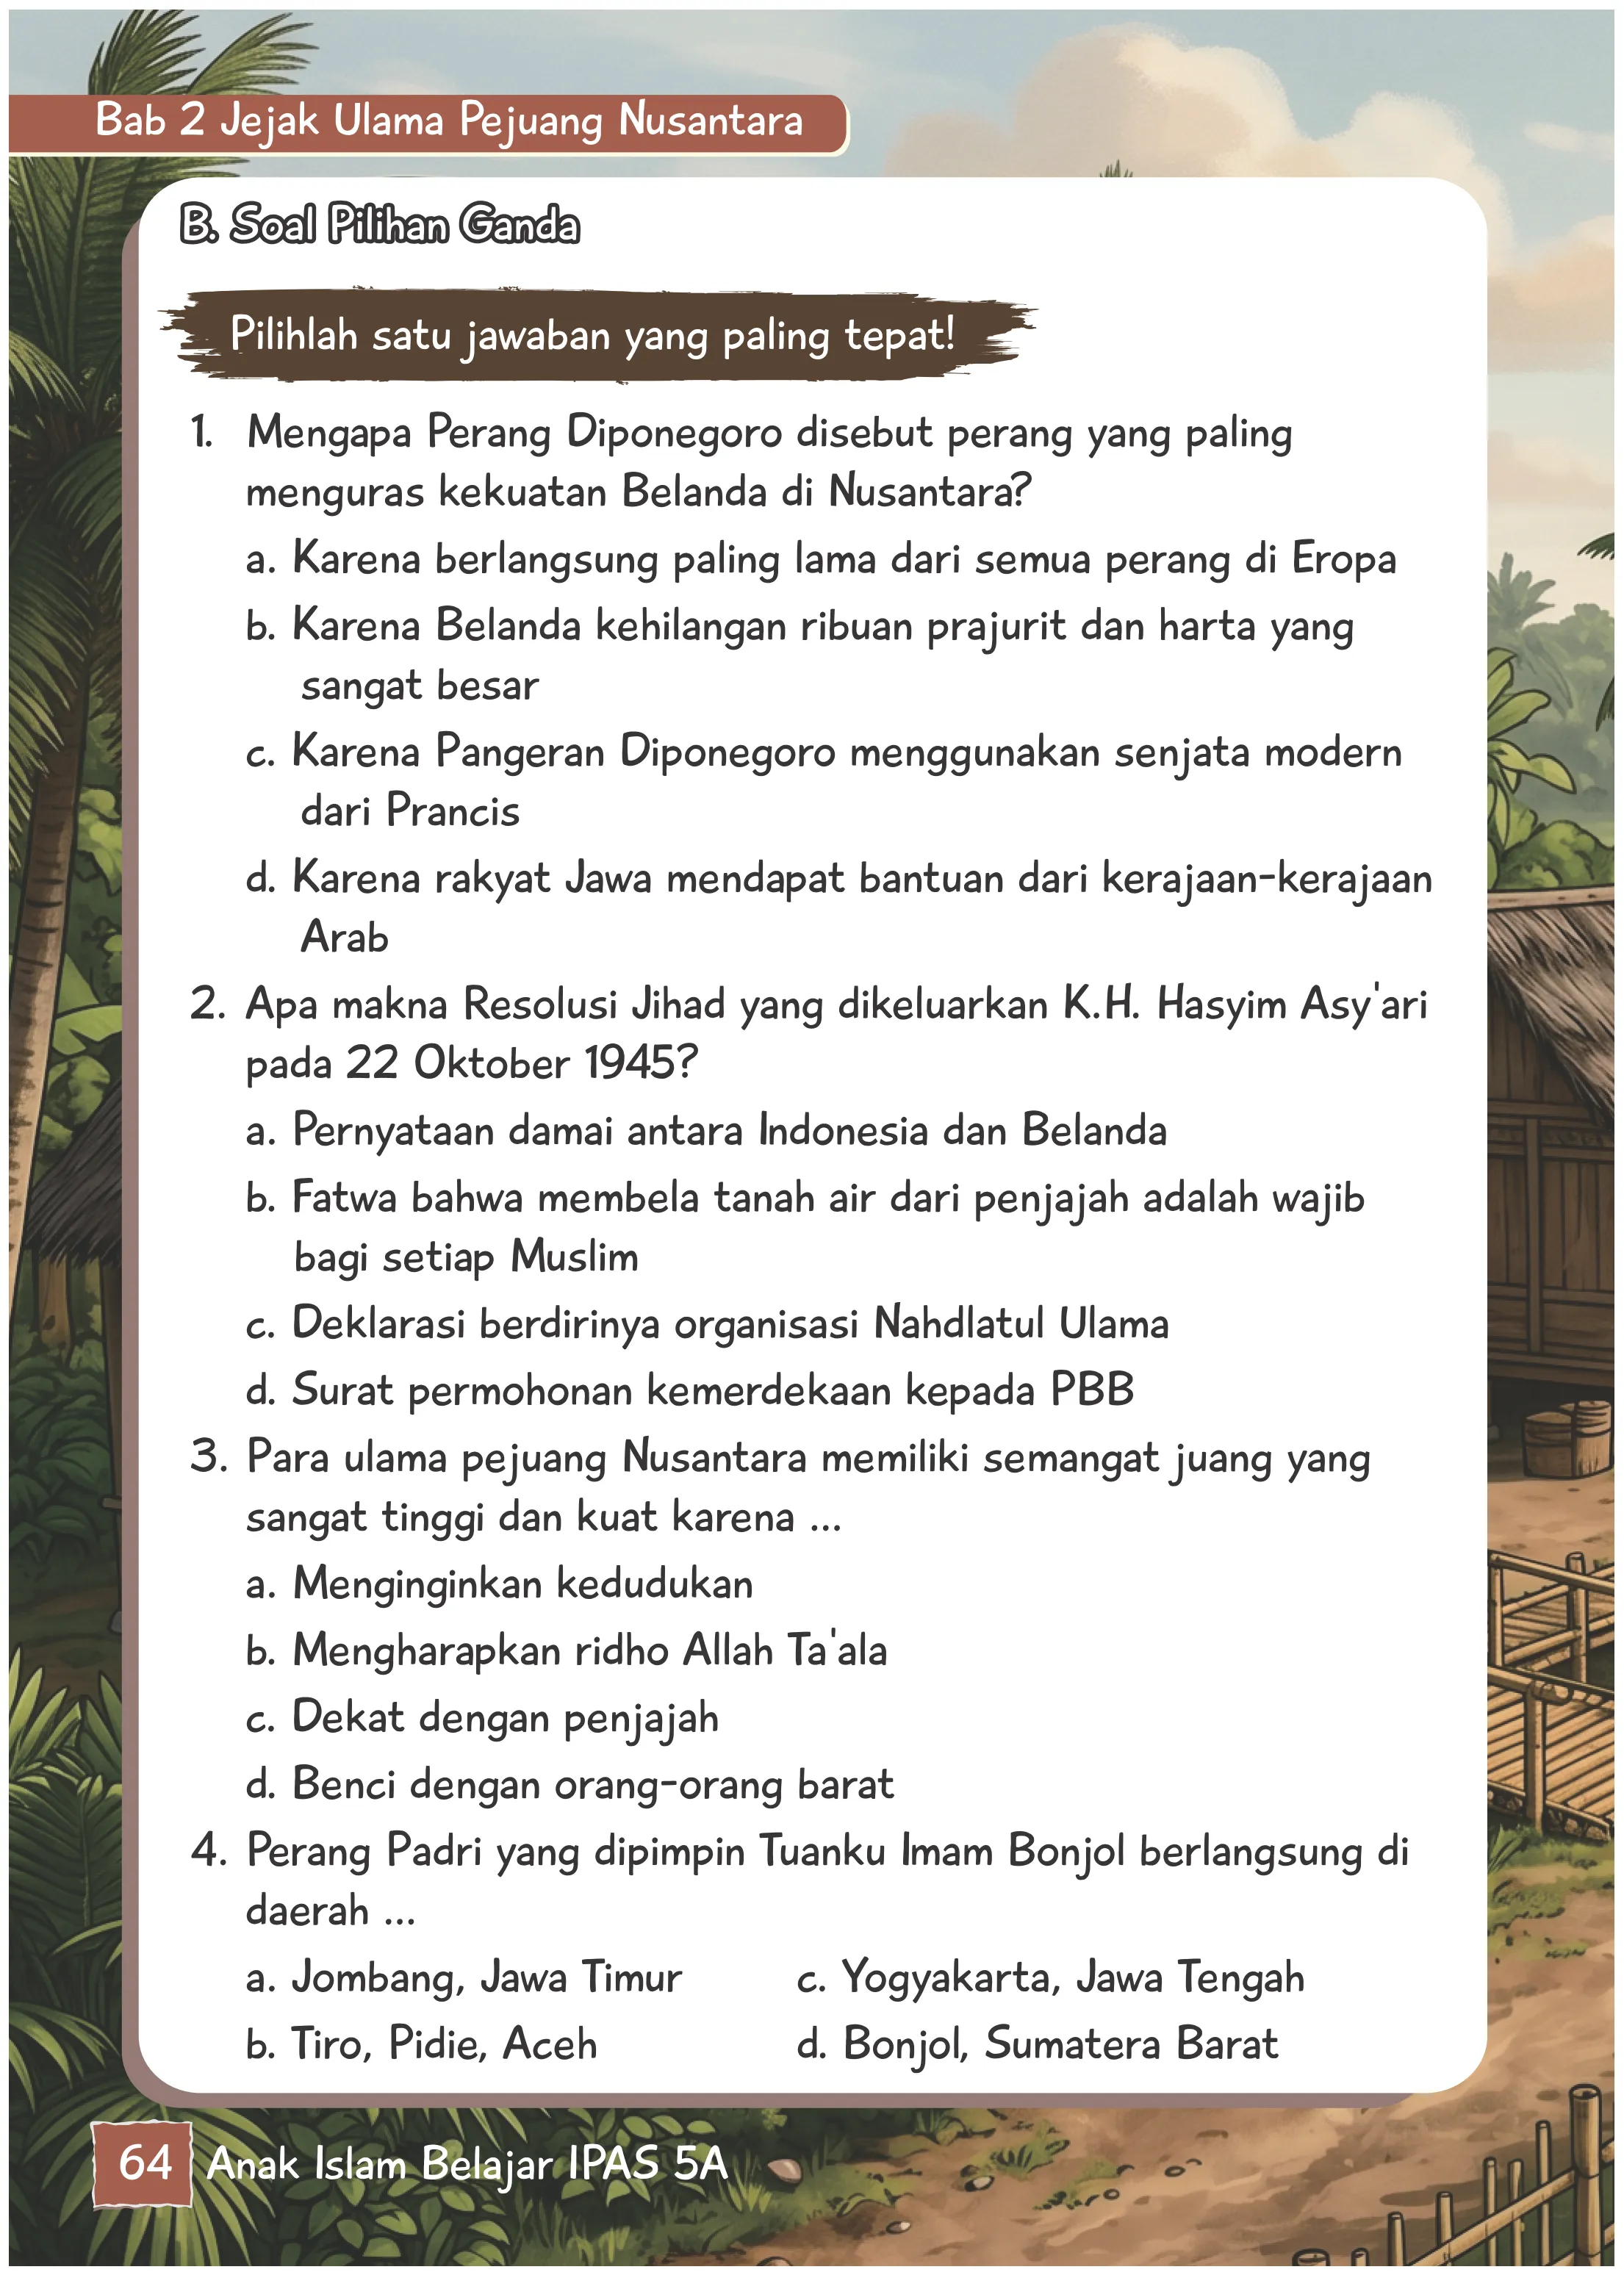 Bab 2 Jejak Ulama Pejuang Nusantara
B. Soal Pilihan Ganda
Pilihlah satu jawaban yang paling tepat!
1. Mengapa Perang Diponegoro disebut perang yang paling
menguras kekuatan Belanda di Nusantara?
a. Karena berlangsung paling lama dari semua perang di Eropa
b. Karena Belanda kehilangan ribuan prajurit dan harta yang
sangat besar
c. Karena Pangeran Diponegoro menggunakan senjata modern
dari Prancis
d. Karena rakyat Jawa mendapat bantuan dari kerajaan-kerajaan
Arab
2. Apa makna Resolusi Jihad yang dikeluarkan K.H. Hasyim Asy'ari
pada 22 Oktober 1945?
a. Pernyataan damai antara Indonesia dan Belanda
b. Fatwa bahwa membela tanah air dari penjajah adalah wajib
bagi setiap Muslim
c. Deklarasi berdirinya organisasi Nahdlatul Ulama
d. Surat permohonan kemerdekaan kepada PBB
3. Para ulama pejuang Nusantara memiliki semangat juang yang
sangat tinggi dan kuat karena ...
a. Menginginkan kedudukan
b. Mengharapkan ridho Allah Ta'ala
c. Dekat dengan penjajah
d. Benci dengan orang-orang barat
4. Perang Padri yang dipimpin Tuanku Imam Bonjol berlangsung di
daerah ...
a. Jombang, Jawa Timur
b. Tiro, Pidie, Aceh
c. Yogyakarta, Jawa Tengah
d. Bonjol, Sumatera Barat
64 Anak Islam Belajar IPAS 5A